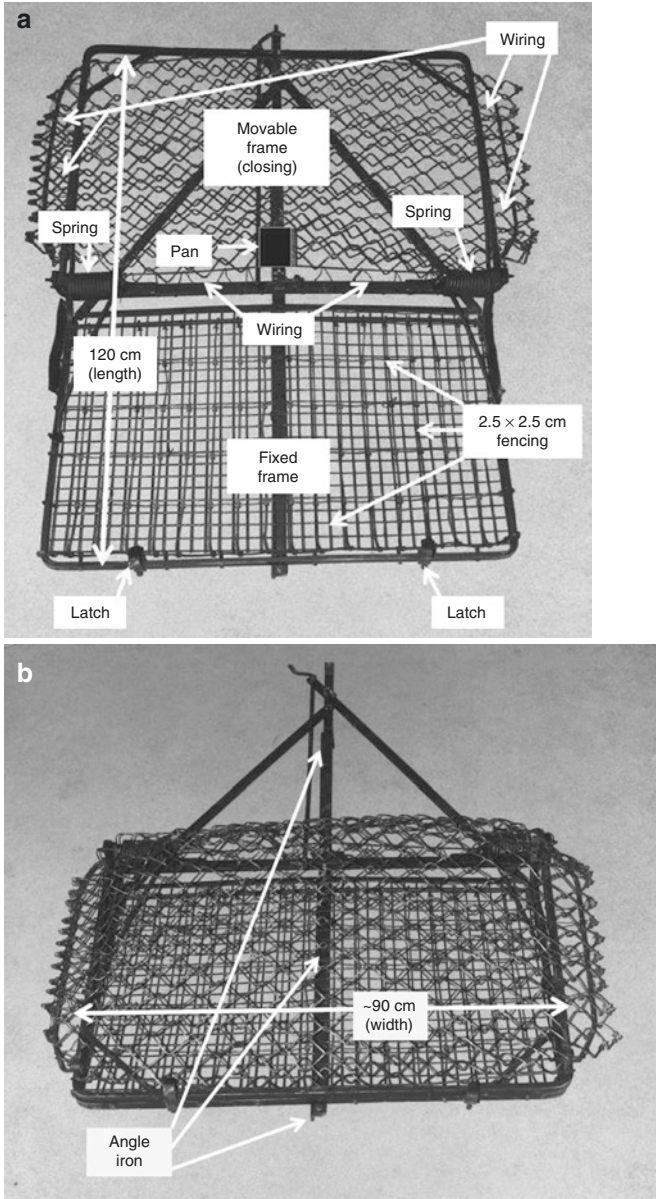 a
Wiring
Movable
frame
(closing)
Spring
Pan
Spring
Wiring
120 cm
(length)
2.5 × 2.5 cm
fencing
Fixed
frame
Latch
Latch
b
~90 cm
(width)
Angle
iron